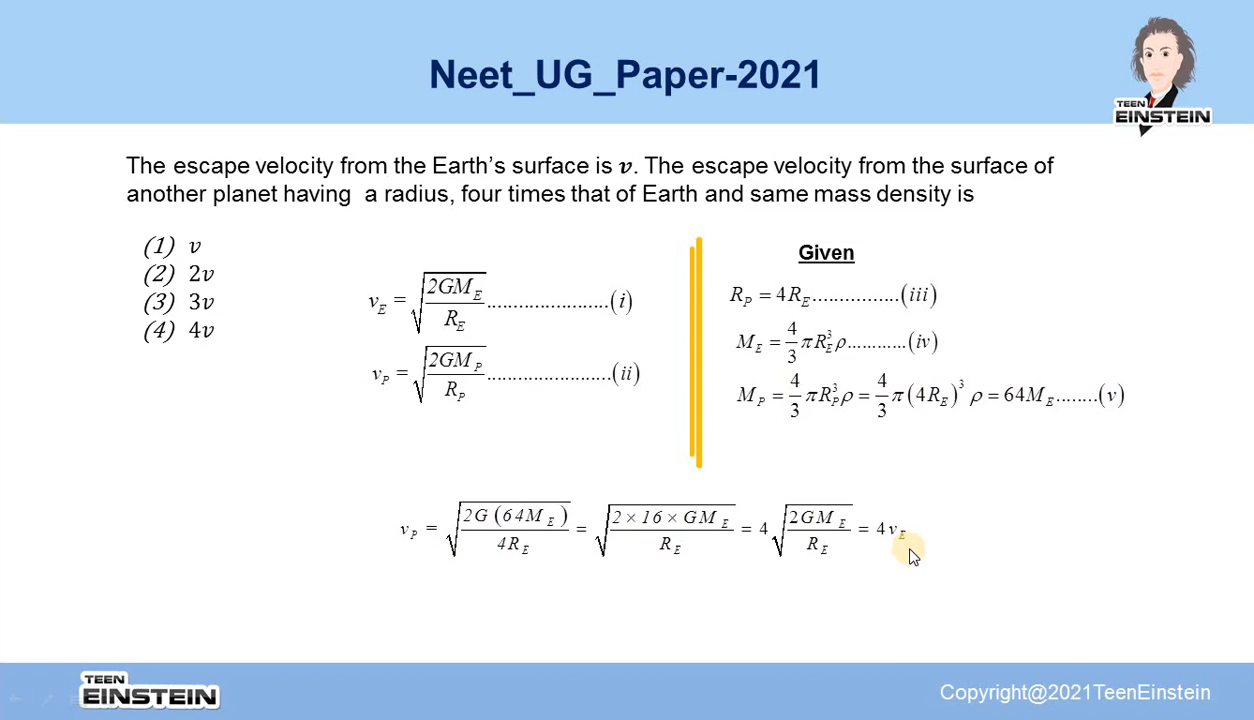 Neet_UG_Paper-2021
TEEN
EINSTEIN
The escape velocity from the Earth’s surface is v. The escape velocity from the surface of
another planet having a radius, four times that of Earth and same mass density is
(1) v
(2) 2v
(3) 3v
(4) 4v
v_E = √(2GM_E / R_E) ........................(i)
v_P = √(2GM_P / R_P) ........................(ii)
Given
R_P = 4R_E ................(iii)
M_E = 4/3 πR_E^3 ρ ...........(iv)
M_P = 4/3 πR_P^3 ρ = 4/3 π(4R_E)^3 ρ = 64M_E ........(v)
v_P = √(2G(64M_E) / 4R_E) = √(2×16×GM_E / R_E) = 4√(2GM_E / R_E) = 4v_E
TEEN
EINSTEIN
Copyright@2021TeenEinstein